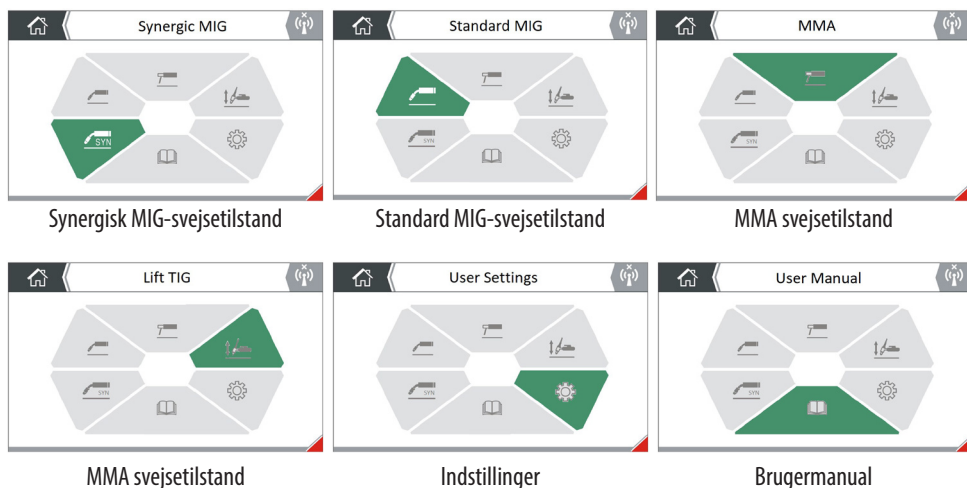 Synergic MIG
SYN
Synergisk MIG-svejsetilstand
Standard MIG
SYN
Standard MIG-svejsetilstand
MMA
SYN
MMA svejsetilstand
Lift TIG
SYN
MMA svejsetilstand
User Settings
SYN
Indstillinger
User Manual
SYN
Brugermanual